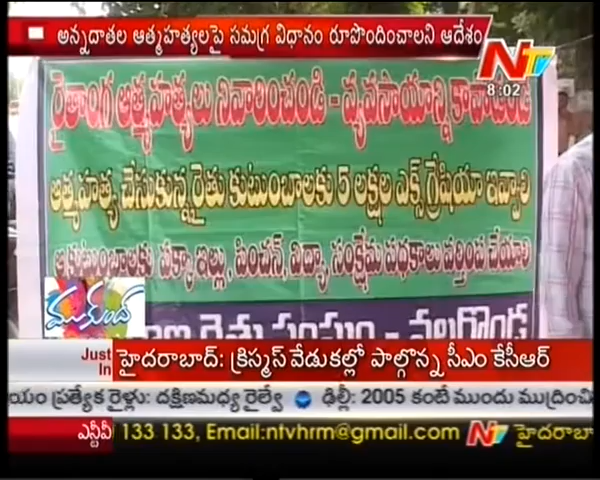 అన్నదాతల ఆత్మహత్యలపై సమగ్ర విధానం రూపొందించాలని ఆదేశం
NTV
8:02
రైతాంగ ఆత్మహత్యలు నివారించండి - వ్యవసాయాన్ని కాపాడండి
ఆత్మహత్య చేసుకున్న రైతు కుటుంబాలకు 5 లక్షల ఎక్స్ గ్రేషియా ఇవ్వాలి
ఆ కుటుంబాలకు పక్కా ఇల్లు, పించన్, విద్యా, సంక్షేమ పథకాలు వర్తింప చేయాలి
ముకుంద
రైతు సంఘం - వలిగొండ
Just In
హైదరాబాద్: క్రిస్మస్ వేడుకల్లో పాల్గొన్న సీఎం కేసీఆర్
యం ప్రత్యేక రైళ్లు: దక్షిణమధ్య రైల్వే ఢిల్లీ: 2005 కంటే ముందు ముద్రించి
ఎన్టీవీ 133 133, Email:ntvhrm@gmail.com NTV హైదరాబా